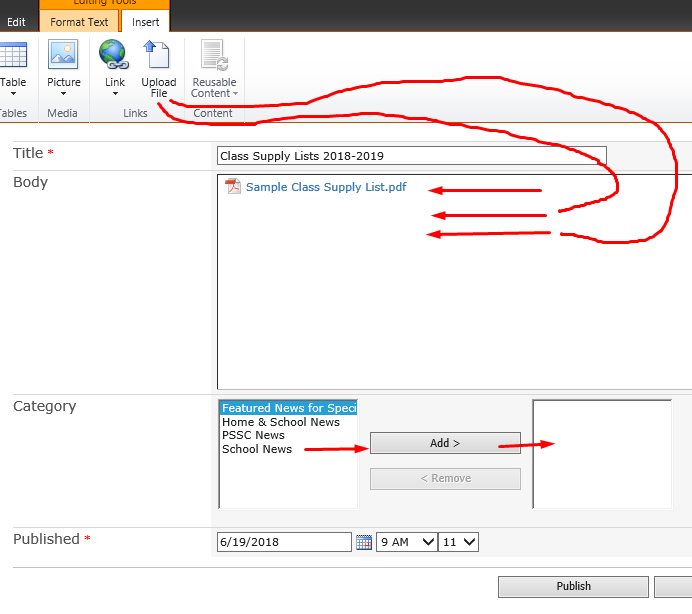 Editing Tools
Edit Format Text Insert
Table Picture Link Upload File Reusable Content
Tables Media Links Content
Title * Class Supply Lists 2018-2019
Body Sample Class Supply List.pdf
Category
Featured News for Speci
Home & School News
PSSC News
School News
Add >
< Remove
Published * 6/19/2018 9 AM 11
Publish